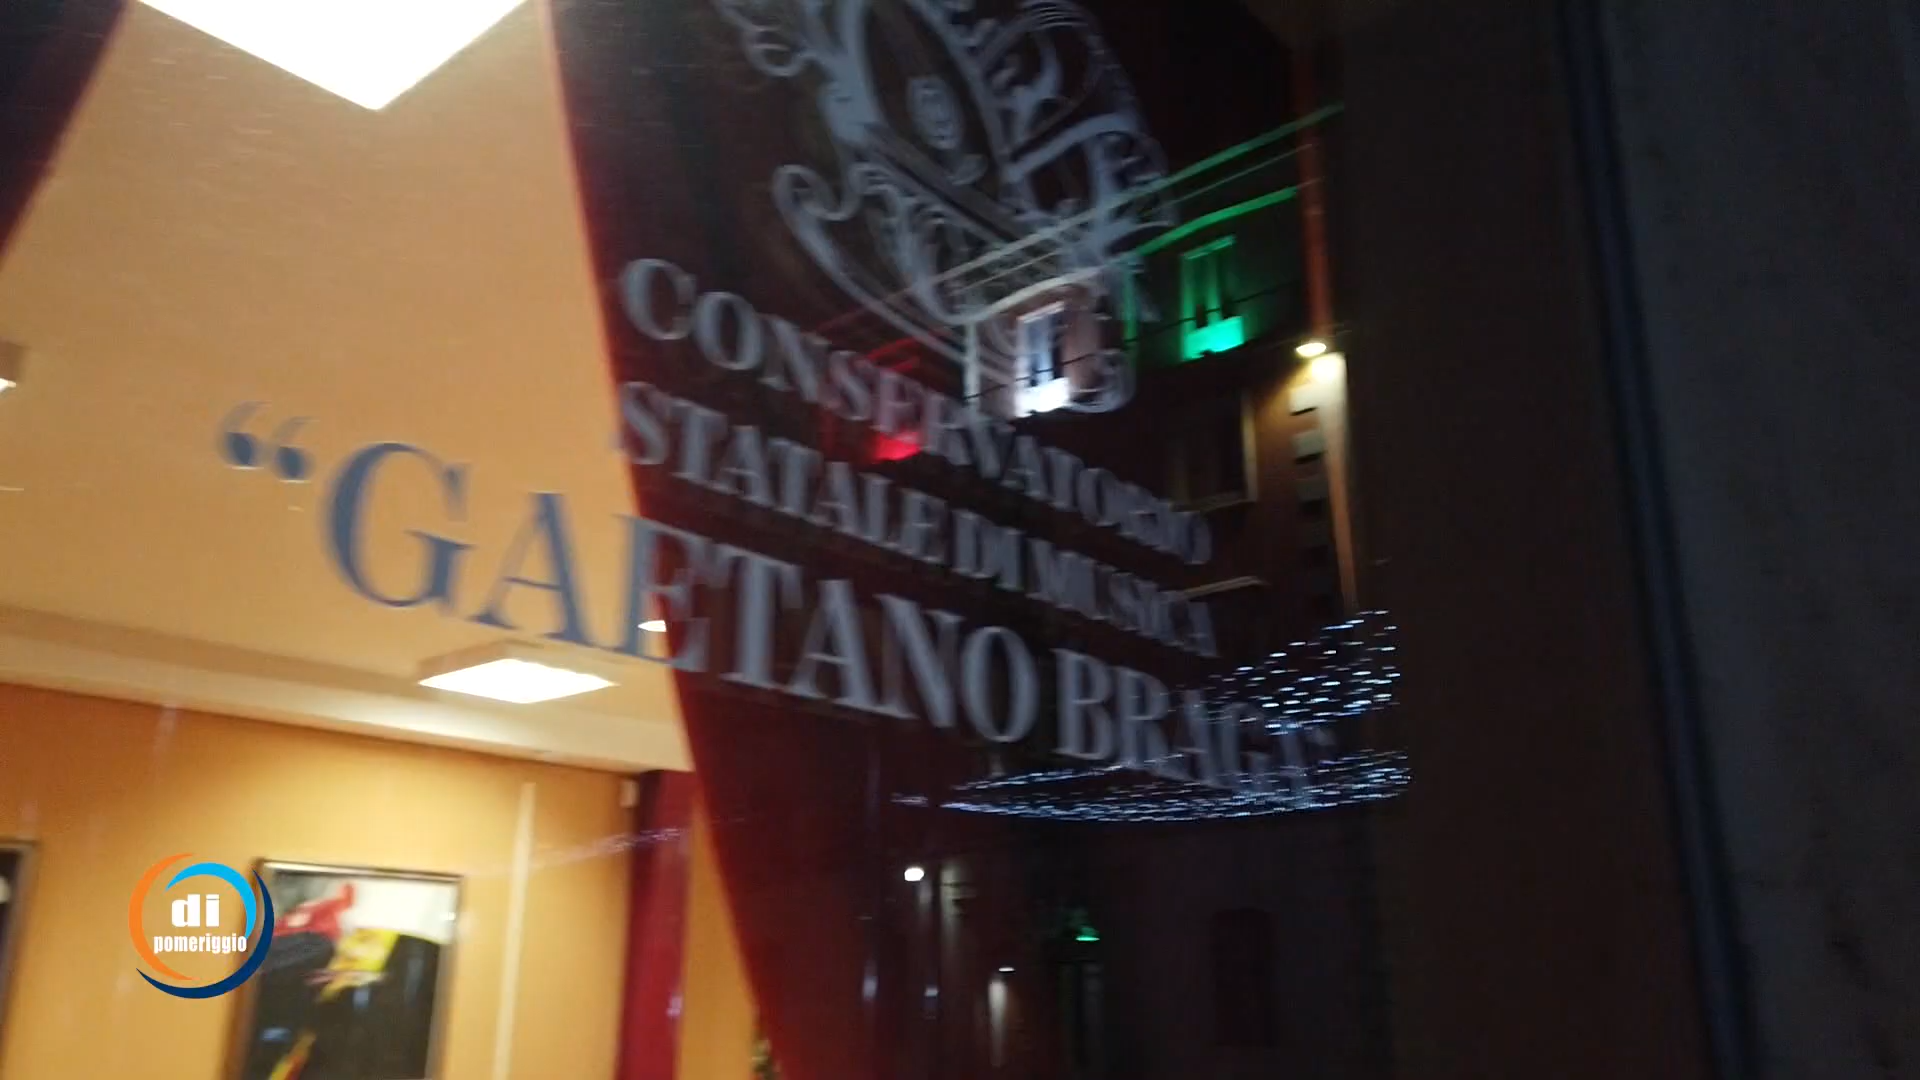 CONSERVATORIO
STATALE DI MUSICA
“GAETANO BRAGA”
di
pomeriggio